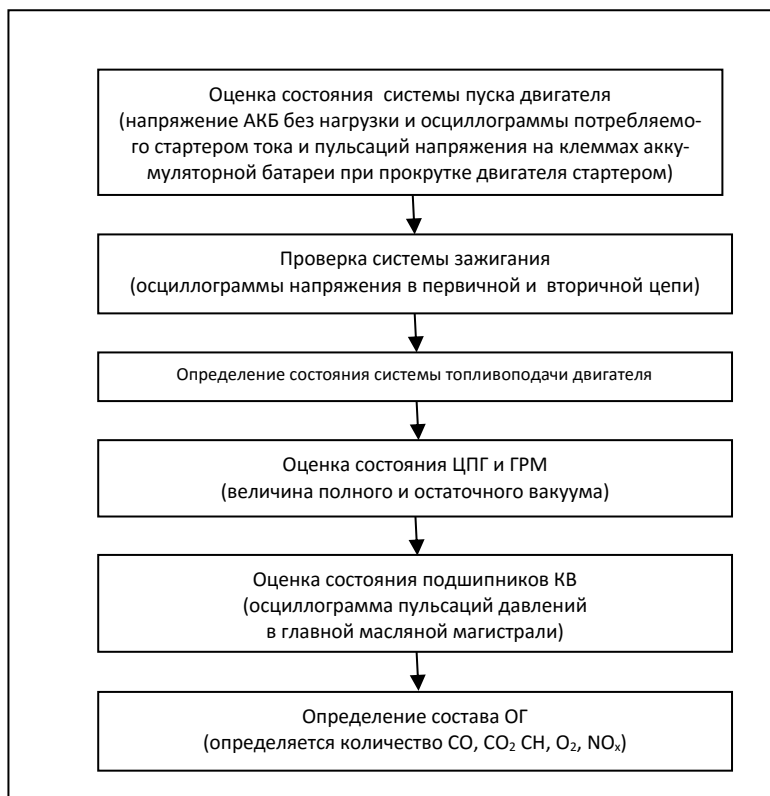 Оценка состояния системы пуска двигателя
(напряжение АКБ без нагрузки и осциллограммы потребляемо-
го стартером тока и пульсаций напряжения на клеммах акку-
муляторной батареи при прокрутке двигателя стартером)
Проверка системы зажигания
(осциллограммы напряжения в первичной и вторичной цепи)
Определение состояния системы топливоподачи двигателя
Оценка состояния ЦПГ и ГРМ
(величина полного и остаточного вакуума)
Оценка состояния подшипников КВ
(осциллограмма пульсаций давлений
в главной масляной магистрали)
Определение состава ОГ
(определяется количество CO, CO₂ CH, O₂, NOₓ)